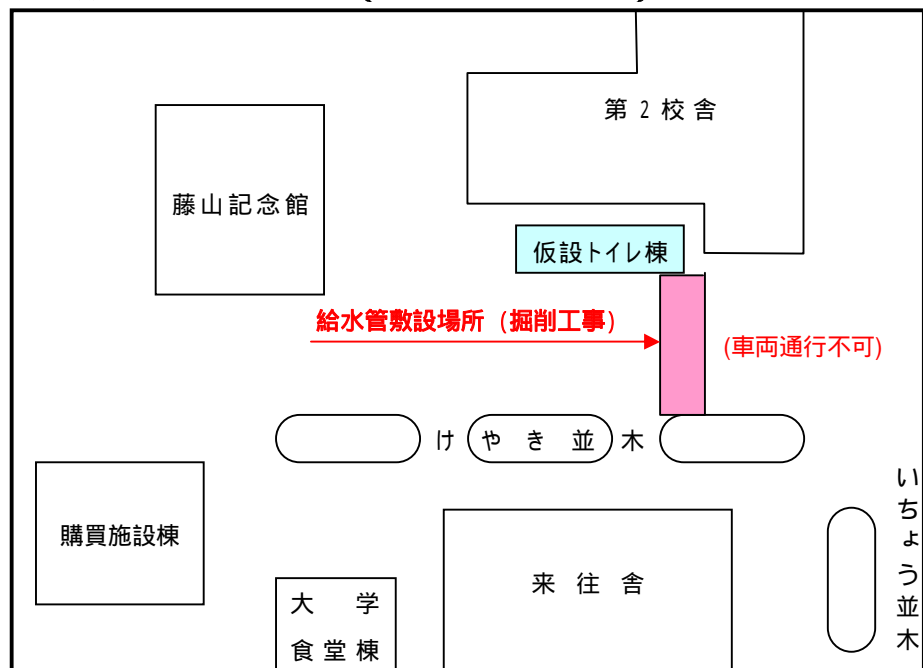 第２校舎
藤山記念館
仮設トイレ棟
給水管敷設場所（掘削工事）
(車両通行不可)
けやき並木
いちょう並木
購買施設棟
来往舎
大学
食堂棟